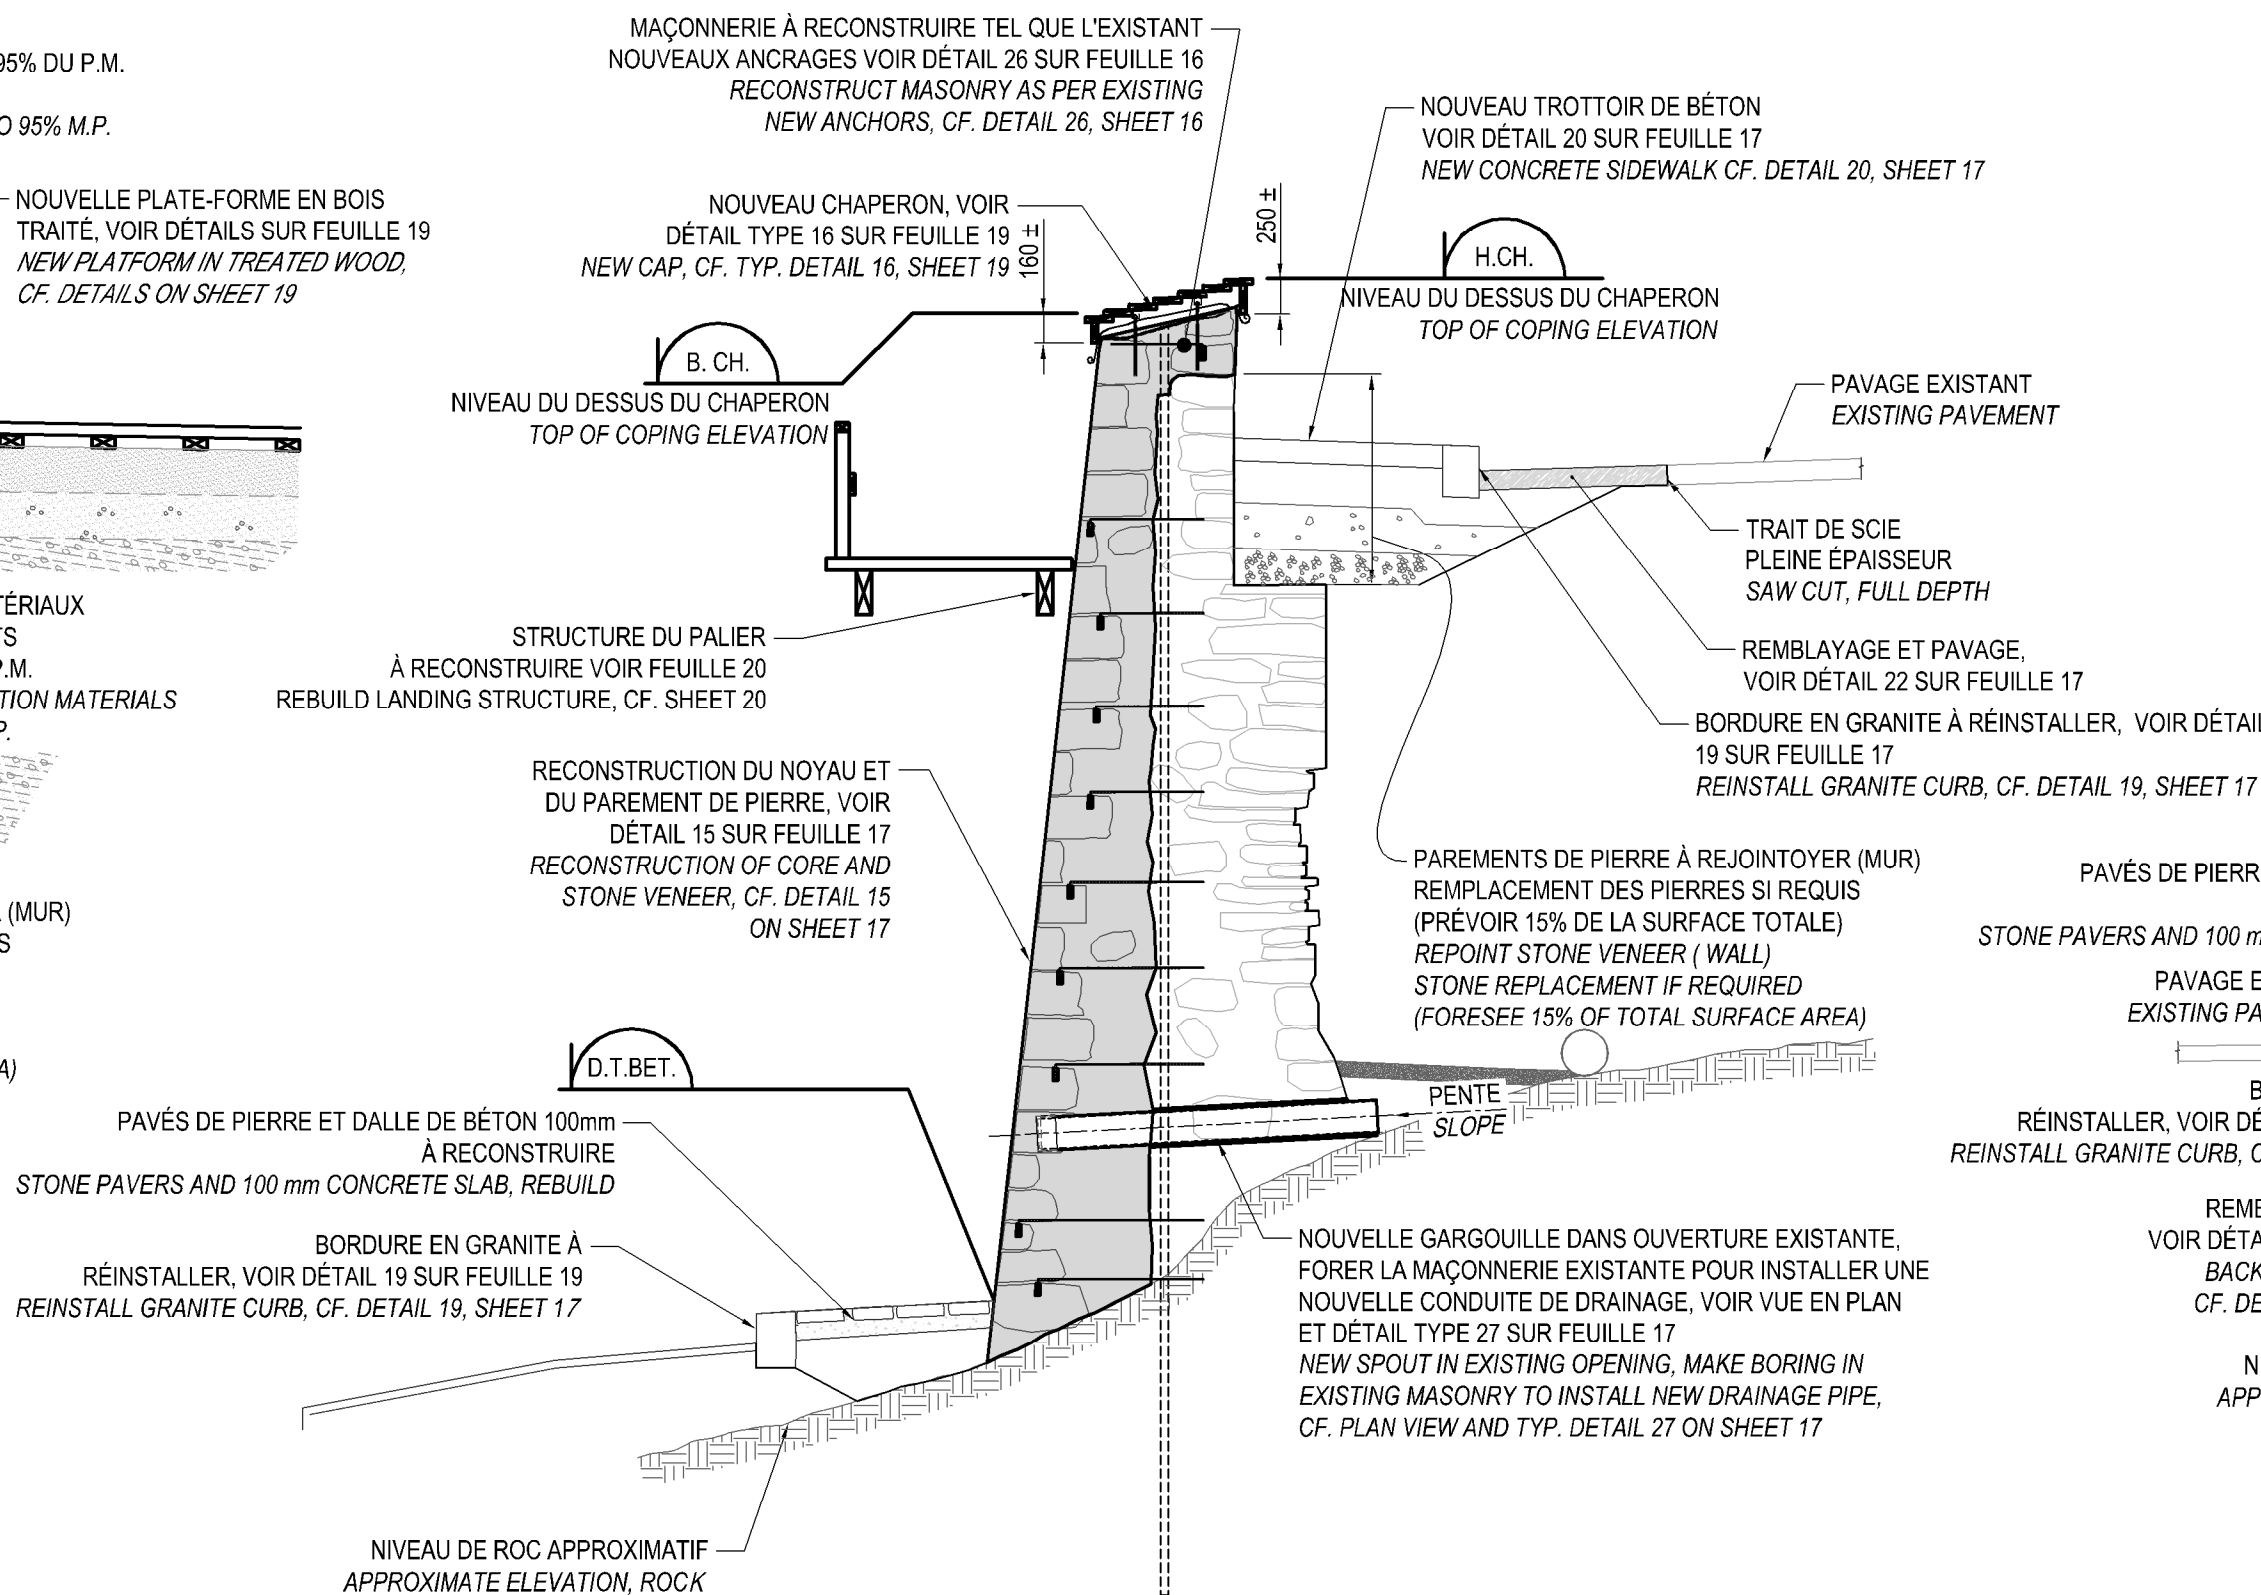 95% DU P.M.
O 95% M.P.
NOUVELLE PLATE-FORME EN BOIS
TRAITÉ, VOIR DÉTAILS SUR FEUILLE 19
NEW PLATFORM IN TREATED WOOD,
CF. DETAILS ON SHEET 19
MAÇONNERIE À RECONSTRUIRE TEL QUE L'EXISTANT
NOUVEAUX ANCRAGES VOIR DÉTAIL 26 SUR FEUILLE 16
RECONSTRUCT MASONRY AS PER EXISTING
NEW ANCHORS, CF. DETAIL 26, SHEET 16
NOUVEAU CHAPERON, VOIR
DÉTAIL TYPE 16 SUR FEUILLE 19
NEW CAP, CF. TYP. DETAIL 16, SHEET 19
160 ±
250 ±
NOUVEAU TROTTOIR DE BÉTON
VOIR DÉTAIL 20 SUR FEUILLE 17
NEW CONCRETE SIDEWALK CF. DETAIL 20, SHEET 17
H.CH.
NIVEAU DU DESSUS DU CHAPERON
TOP OF COPING ELEVATION
B. CH.
NIVEAU DU DESSUS DU CHAPERON
TOP OF COPING ELEVATION
PAVAGE EXISTANT
EXISTING PAVEMENT
TRAIT DE SCIE
PLEINE ÉPAISSEUR
SAW CUT, FULL DEPTH
REMBLAYAGE ET PAVAGE,
VOIR DÉTAIL 22 SUR FEUILLE 17
BORDURE EN GRANITE À RÉINSTALLER, VOIR DÉTAIL
19 SUR FEUILLE 17
REINSTALL GRANITE CURB, CF. DETAIL 19, SHEET 17
TÉRIAUX
TS
P.M.
TION MATERIALS
P.
STRUCTURE DU PALIER
À RECONSTRUIRE VOIR FEUILLE 20
REBUILD LANDING STRUCTURE, CF. SHEET 20
RECONSTRUCTION DU NOYAU ET
DU PAREMENT DE PIERRE, VOIR
DÉTAIL 15 SUR FEUILLE 17
RECONSTRUCTION OF CORE AND
STONE VENEER, CF. DETAIL 15
ON SHEET 17
(MUR)
S
A)
PAREMENTS DE PIERRE À REJOINTOYER (MUR)
REMPLACEMENT DES PIERRES SI REQUIS
(PRÉVOIR 15% DE LA SURFACE TOTALE)
REPOINT STONE VENEER ( WALL)
STONE REPLACEMENT IF REQUIRED
(FORESEE 15% OF TOTAL SURFACE AREA)
PAVÉS DE PIERR
STONE PAVERS AND 100 m
PAVAGE E
EXISTING PA
D.T.BET.
PENTE
SLOPE
PAVÉS DE PIERRE ET DALLE DE BÉTON 100mm
À RECONSTRUIRE
STONE PAVERS AND 100 mm CONCRETE SLAB, REBUILD
BORDURE EN GRANITE À
RÉINSTALLER, VOIR DÉTAIL 19 SUR FEUILLE 19
REINSTALL GRANITE CURB, CF. DETAIL 19, SHEET 17
NOUVELLE GARGOUILLE DANS OUVERTURE EXISTANTE,
FORER LA MAÇONNERIE EXISTANTE POUR INSTALLER UNE
NOUVELLE CONDUITE DE DRAINAGE, VOIR VUE EN PLAN
ET DÉTAIL TYPE 27 SUR FEUILLE 17
NEW SPOUT IN EXISTING OPENING, MAKE BORING IN
EXISTING MASONRY TO INSTALL NEW DRAINAGE PIPE,
CF. PLAN VIEW AND TYP. DETAIL 27 ON SHEET 17
B
RÉINSTALLER, VOIR DÉ
REINSTALL GRANITE CURB, C
REMB
VOIR DÉTA
BACK
CF. DE
N
APP
NIVEAU DE ROC APPROXIMATIF
APPROXIMATE ELEVATION, ROCK